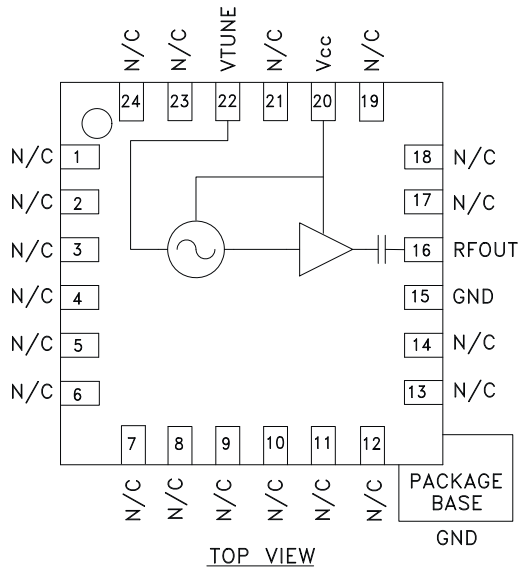 N/C N/C VTUNE N/C Vcc N/C
24 23 22 21 20 19
N/C 1 18 N/C
N/C 2 17 N/C
N/C 3 16 RFOUT
N/C 4 15 GND
N/C 5 14 N/C
N/C 6 13 N/C
7 8 9 10 11 12
N/C N/C N/C N/C N/C N/C
PACKAGE
BASE
GND
TOP VIEW